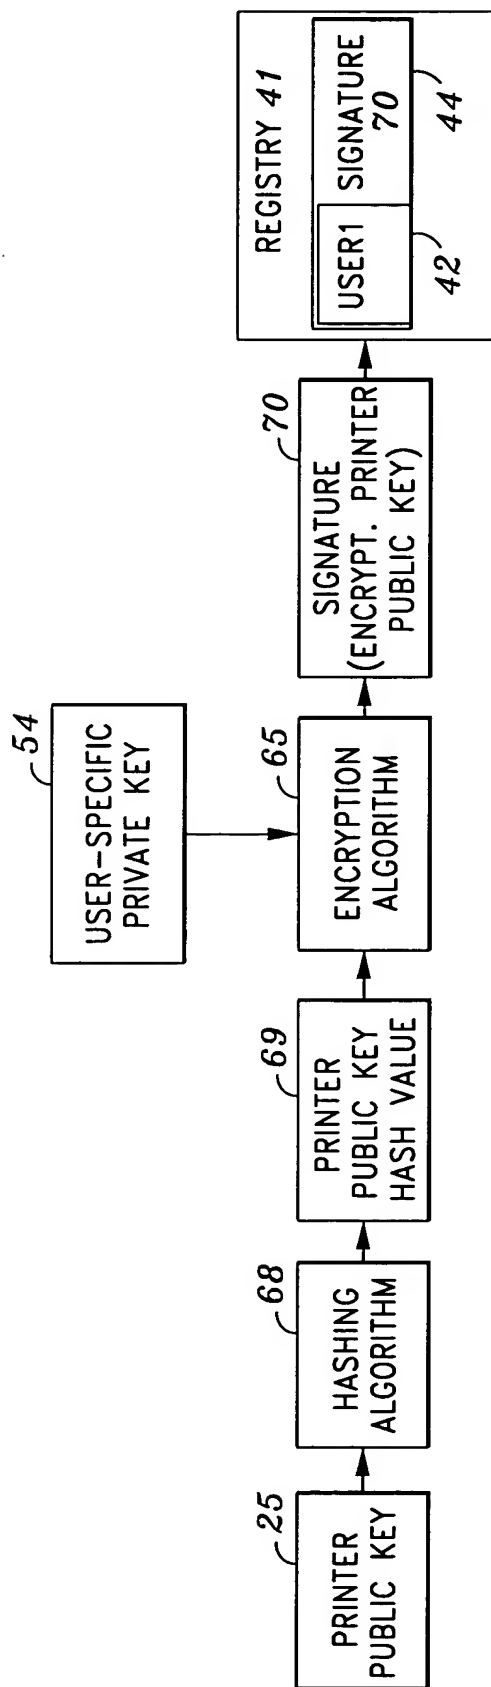 25
PRINTER
PUBLIC KEY
68
HASHING
ALGORITHM
69
PRINTER
PUBLIC KEY
HASH VALUE
54
USER-SPECIFIC
PRIVATE KEY
65
ENCRYPTION
ALGORITHM
70
SIGNATURE
(ENCRYPT. PRINTER
PUBLIC KEY)
REGISTRY 41
USER1
SIGNATURE
70
42
44